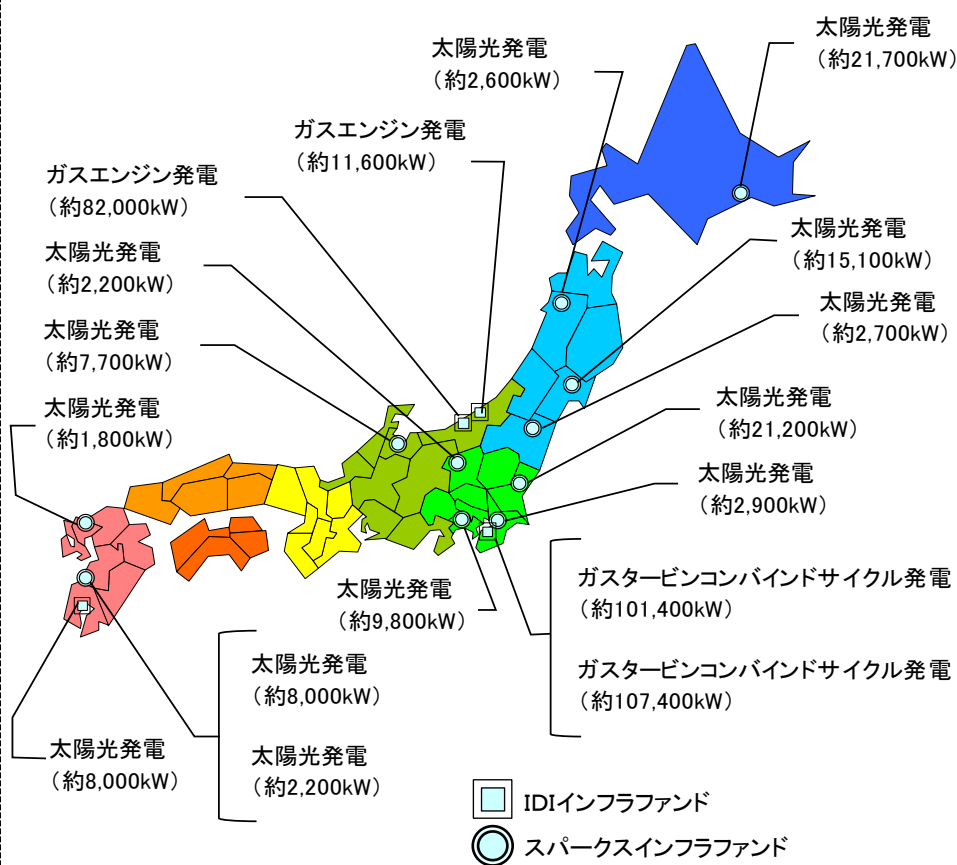 太陽光発電
（約21,700kW）
太陽光発電
（約2,600kW）
ガスエンジン発電
（約11,600kW）
ガスエンジン発電
（約82,000kW）
太陽光発電
（約2,200kW）
太陽光発電
（約7,700kW）
太陽光発電
（約1,800kW）
太陽光発電
（約15,100kW）
太陽光発電
（約2,700kW）
太陽光発電
（約21,200kW）
太陽光発電
（約2,900kW）
太陽光発電
（約9,800kW）
ガスタービンコンバインドサイクル発電
（約101,400kW）
ガスタービンコンバインドサイクル発電
（約107,400kW）
太陽光発電
（約8,000kW）
太陽光発電
（約2,200kW）
太陽光発電
（約8,000kW）
IDIインフラファンド
スパークスインフラファンド